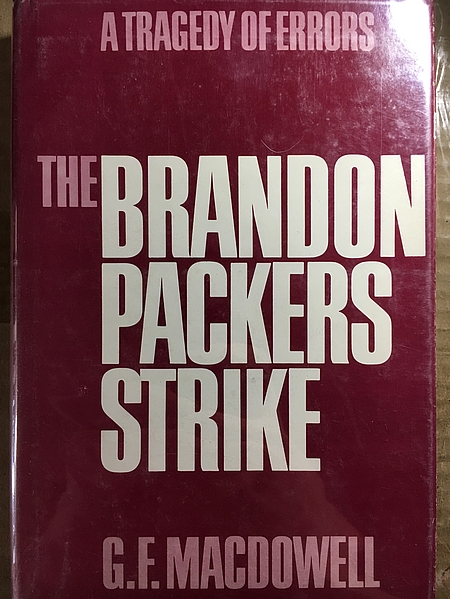 A TRAGEDY OF ERRORS
THE BRANDON
PACKERS
STRIKE
G.F. MACDOWELL